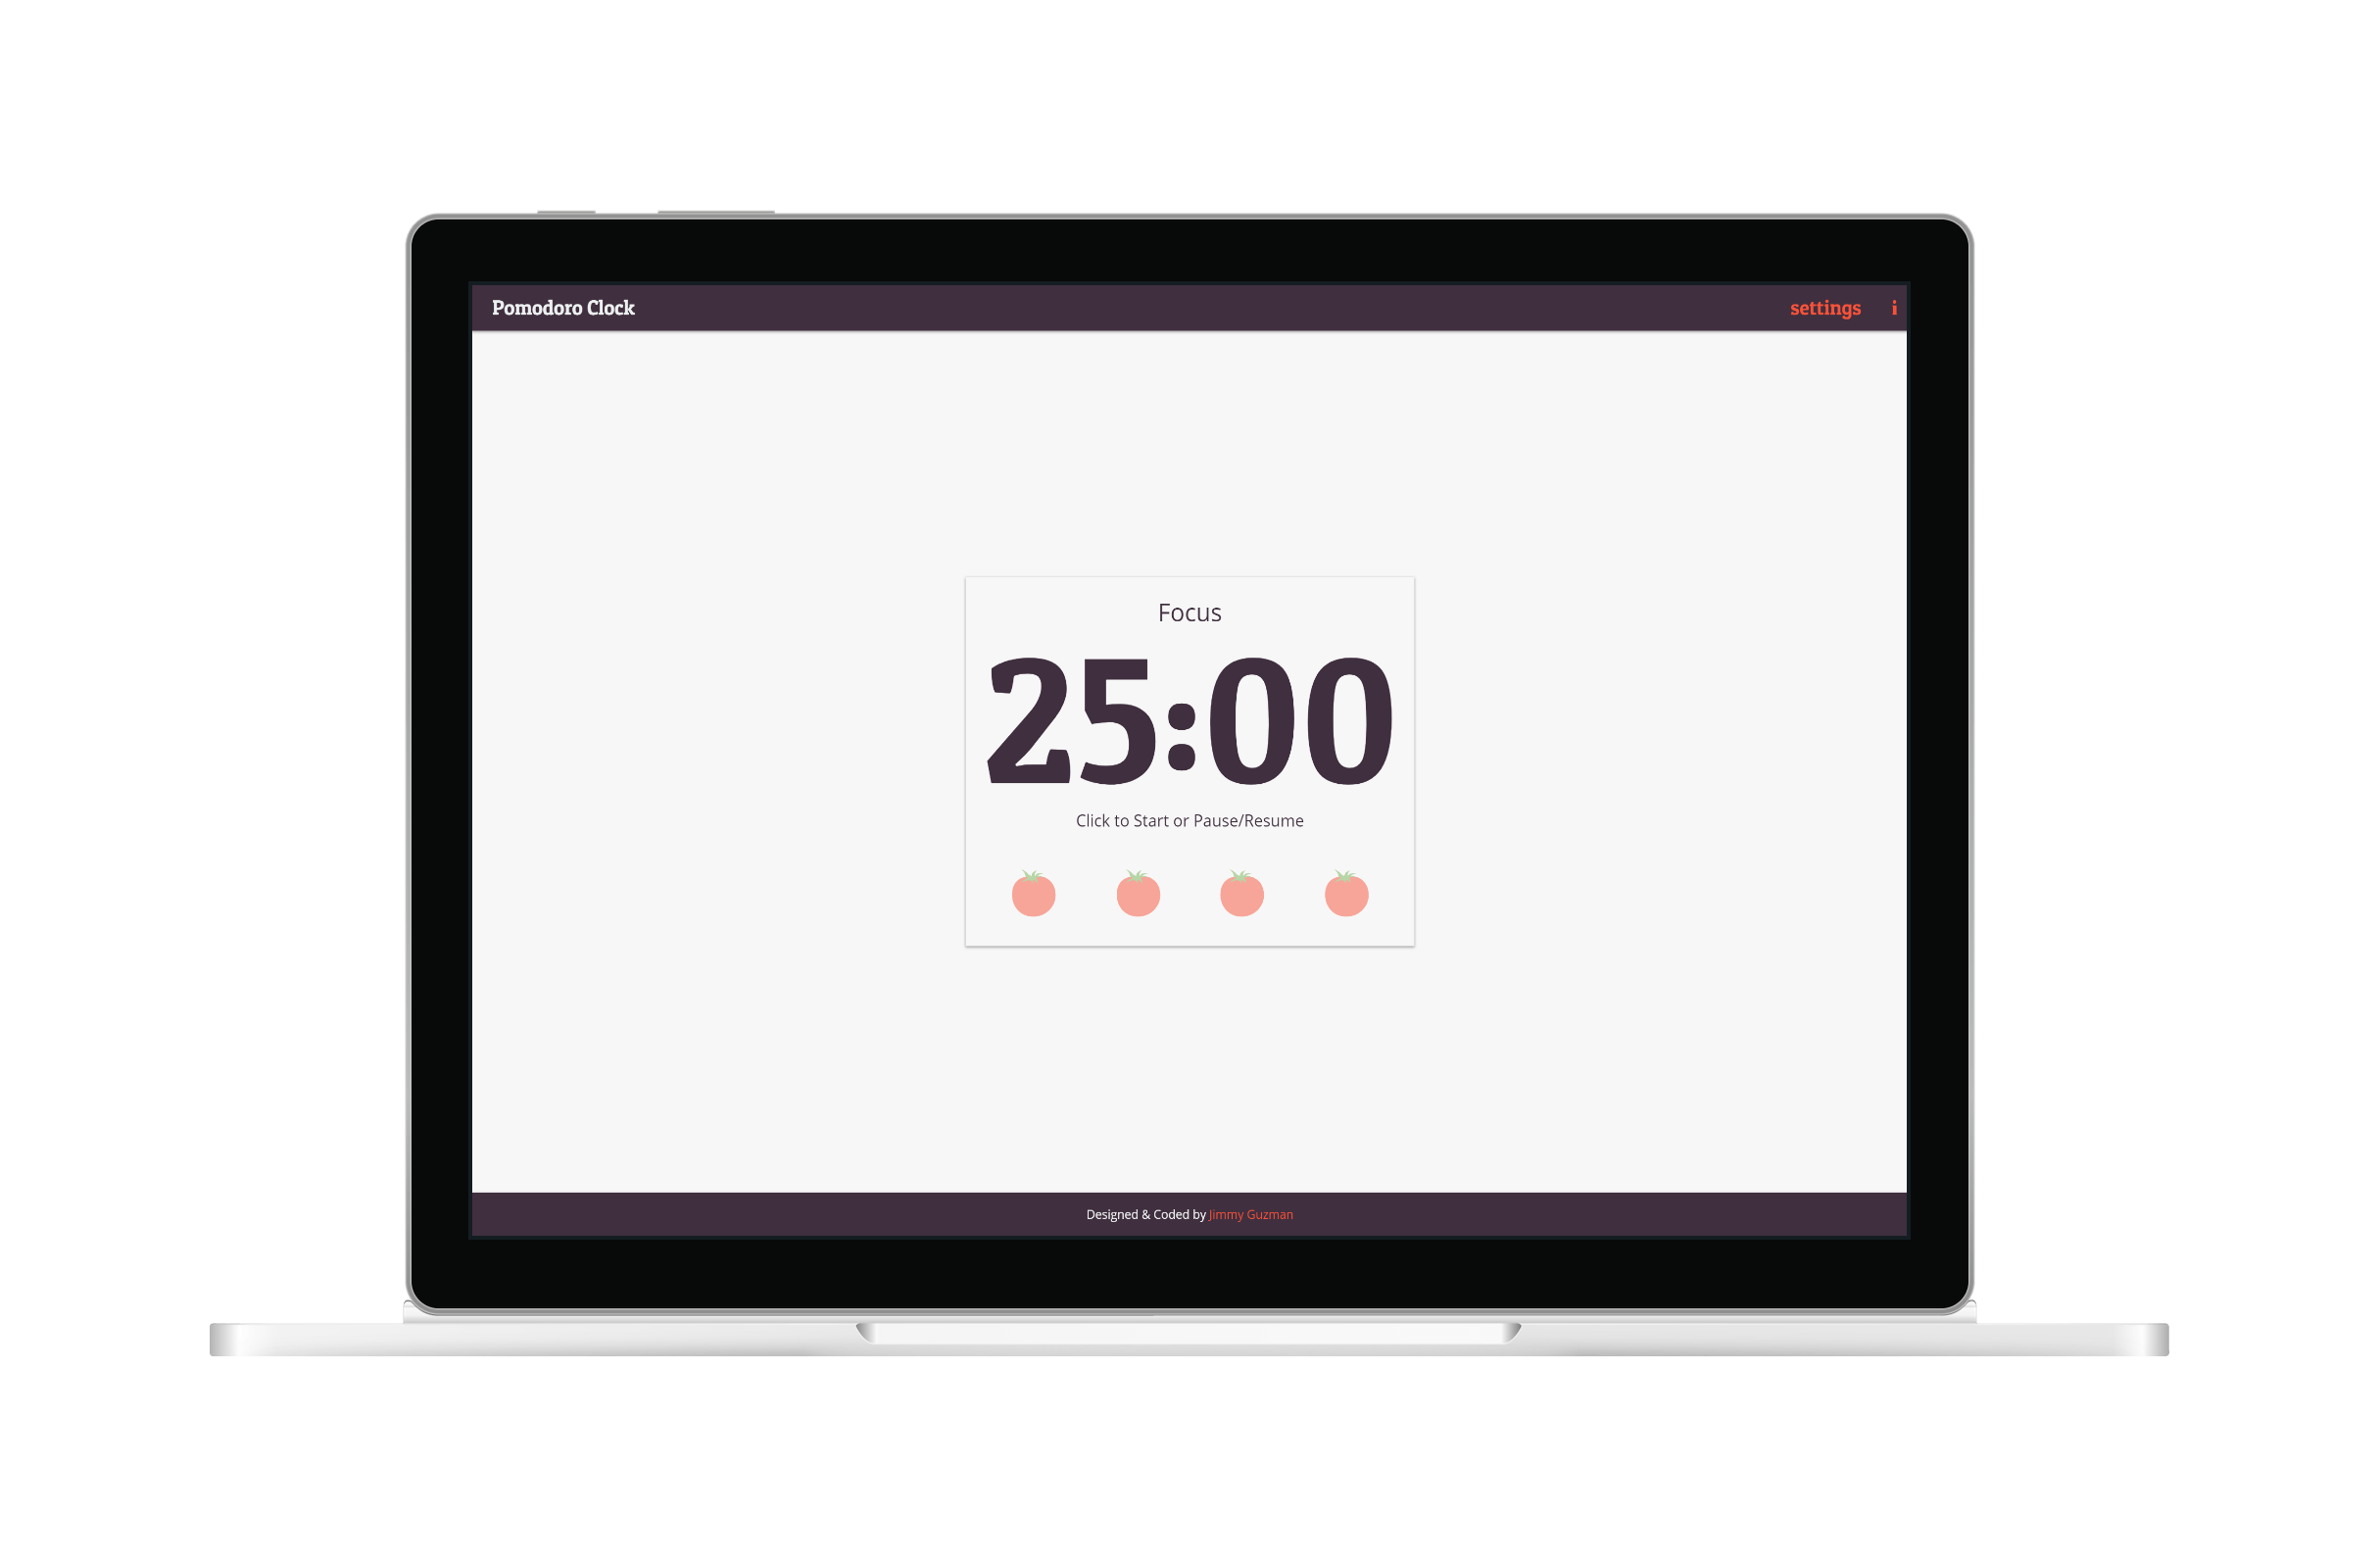 Pomodoro Clock
settings i
Focus
25:00
Click to Start or Pause/Resume
Designed & Coded by Jimmy Guzman